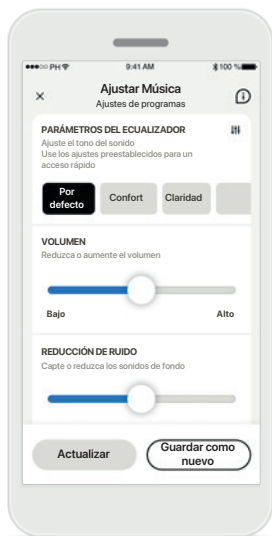 PH 9:41 AM 100 %
Ajustar Música
Ajustes de programas
PARÁMETROS DEL ECUALIZADOR
Ajuste el tono del sonido
Use los ajustes preestablecidos para un
acceso rápido
Por
defecto
Confort
Claridad
VOLUMEN
Reduzca o aumente el volumen
Bajo Alto
REDUCCIÓN DE RUIDO
Capte o reduzca los sonidos de fondo
Actualizar
Guardar como
nuevo